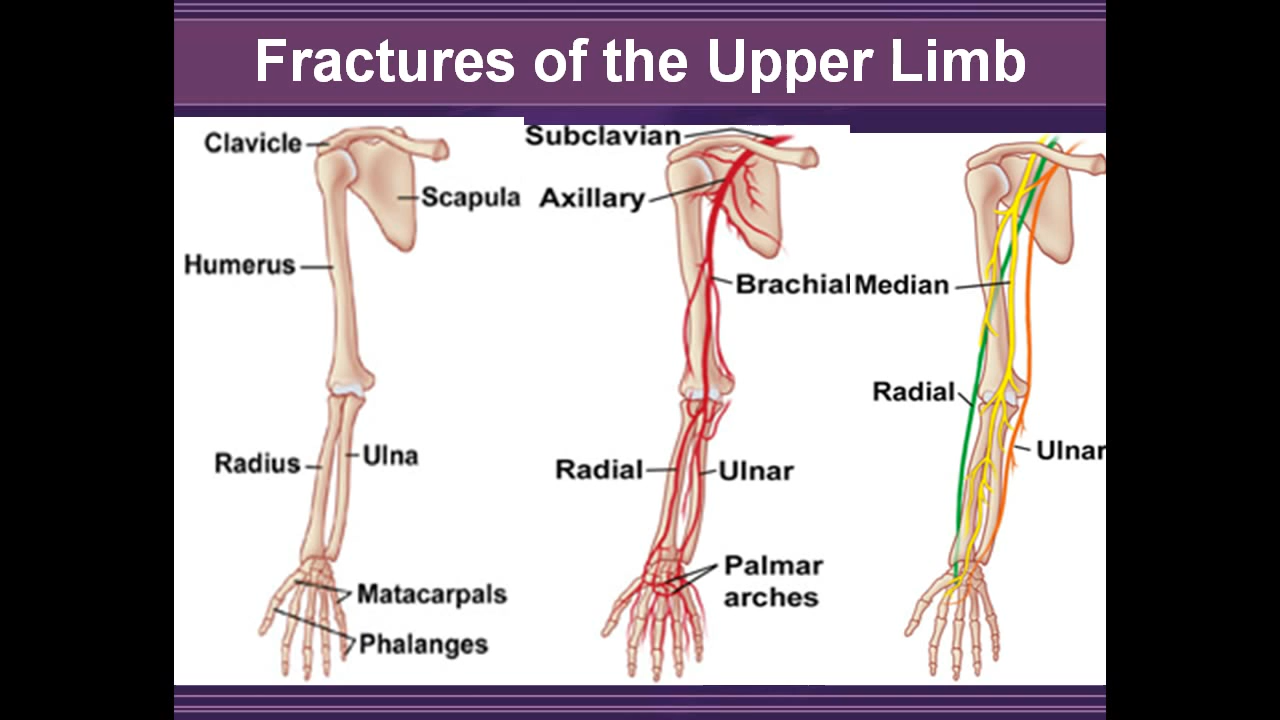 Fractures of the Upper Limb
Clavicle
Scapula
Humerus
Radius
Ulna
Matacarpals
Phalanges
Subclavian
Axillary
Brachial
Radial
Ulnar
Palmar
arches
Median
Radial
Ulnar